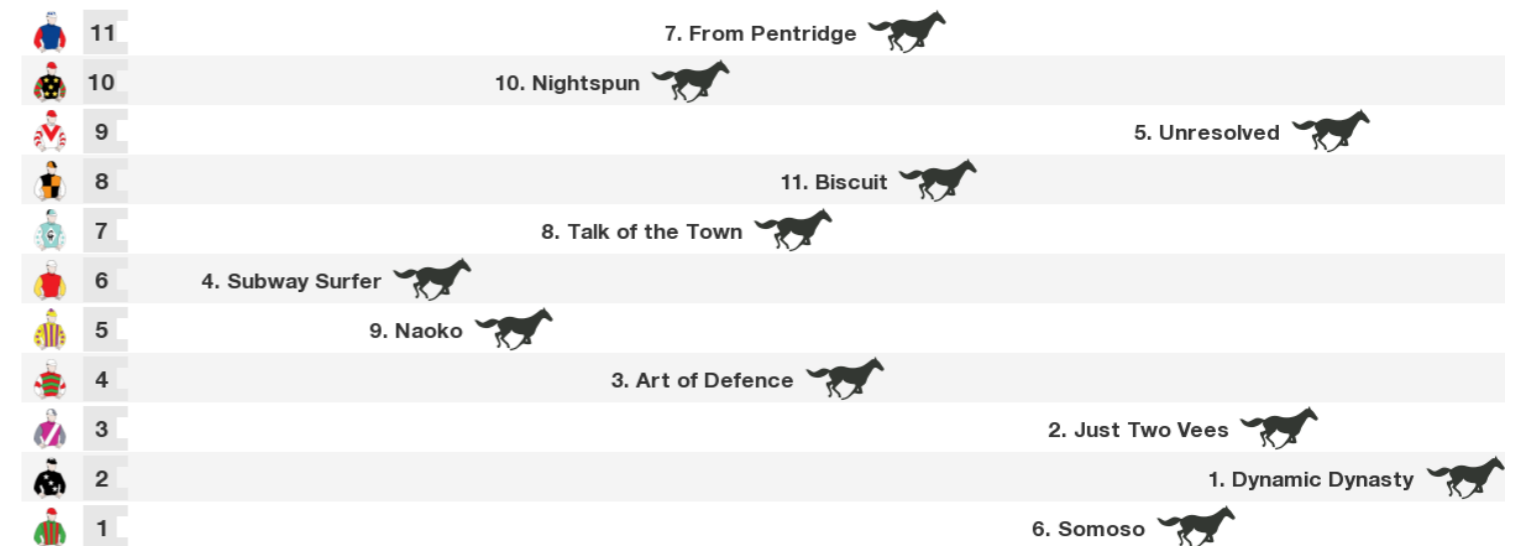 11 7. From Pentridge
10 10. Nightspun
9 5. Unresolved
8 11. Biscuit
7 8. Talk of the Town
6 4. Subway Surfer
5 9. Naoko
4 3. Art of Defence
3 2. Just Two Vees
2 1. Dynamic Dynasty
1 6. Somoso